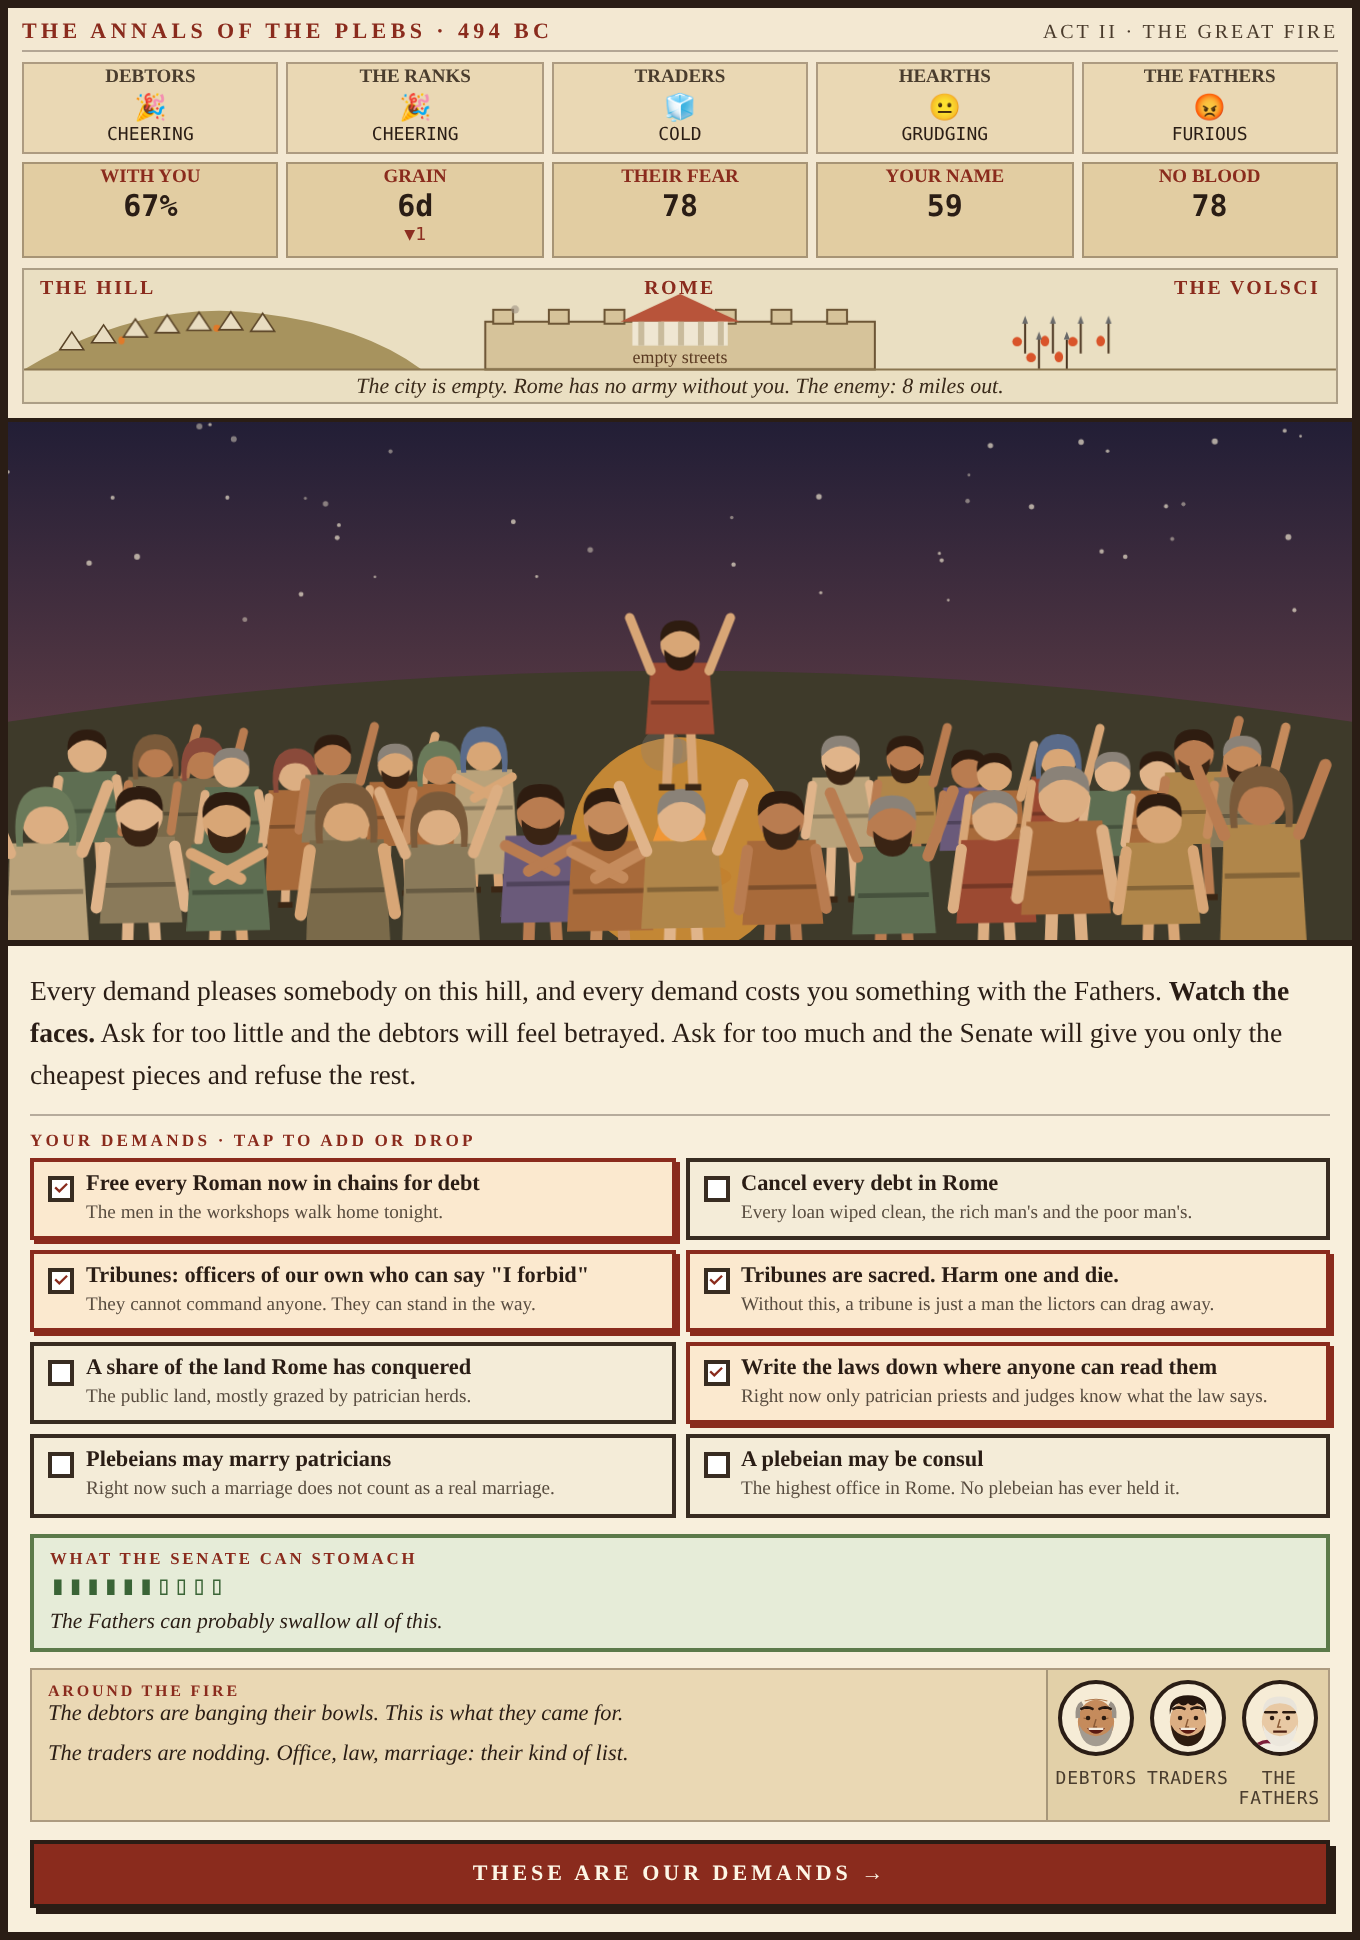 THE ANNALS OF THE PLEBS · 494 BC
ACT II · THE GREAT FIRE
DEBTORS
🎉
CHEERING
THE RANKS
🎉
CHEERING
TRADERS
🧊
COLD
HEARTHS
😐
GRUDGING
THE FATHERS
😡
FURIOUS
WITH YOU
67%
GRAIN
6d
▼1
THEIR FEAR
78
YOUR NAME
59
NO BLOOD
78
THE HILL
ROME
THE VOLSCI
empty streets
The city is empty. Rome has no army without you. The enemy: 8 miles out.
Every demand pleases somebody on this hill, and every demand costs you something with the Fathers. Watch the
faces. Ask for too little and the debtors will feel betrayed. Ask for too much and the Senate will give you only the
cheapest pieces and refuse the rest.
YOUR DEMANDS · TAP TO ADD OR DROP
Free every Roman now in chains for debt
The men in the workshops walk home tonight.
Cancel every debt in Rome
Every loan wiped clean, the rich man's and the poor man's.
Tribunes: officers of our own who can say "I forbid"
They cannot command anyone. They can stand in the way.
Tribunes are sacred. Harm one and die.
Without this, a tribune is just a man the lictors can drag away.
A share of the land Rome has conquered
The public land, mostly grazed by patrician herds.
Write the laws down where anyone can read them
Right now only patrician priests and judges know what the law says.
Plebeians may marry patricians
Right now such a marriage does not count as a real marriage.
A plebeian may be consul
The highest office in Rome. No plebeian has ever held it.
WHAT THE SENATE CAN STOMACH
▮▮▮▮▮▮▯▯▯▯
The Fathers can probably swallow all of this.
AROUND THE FIRE
The debtors are banging their bowls. This is what they came for.
The traders are nodding. Office, law, marriage: their kind of list.
DEBTORS
TRADERS
THE
FATHERS
THESE ARE OUR DEMANDS →